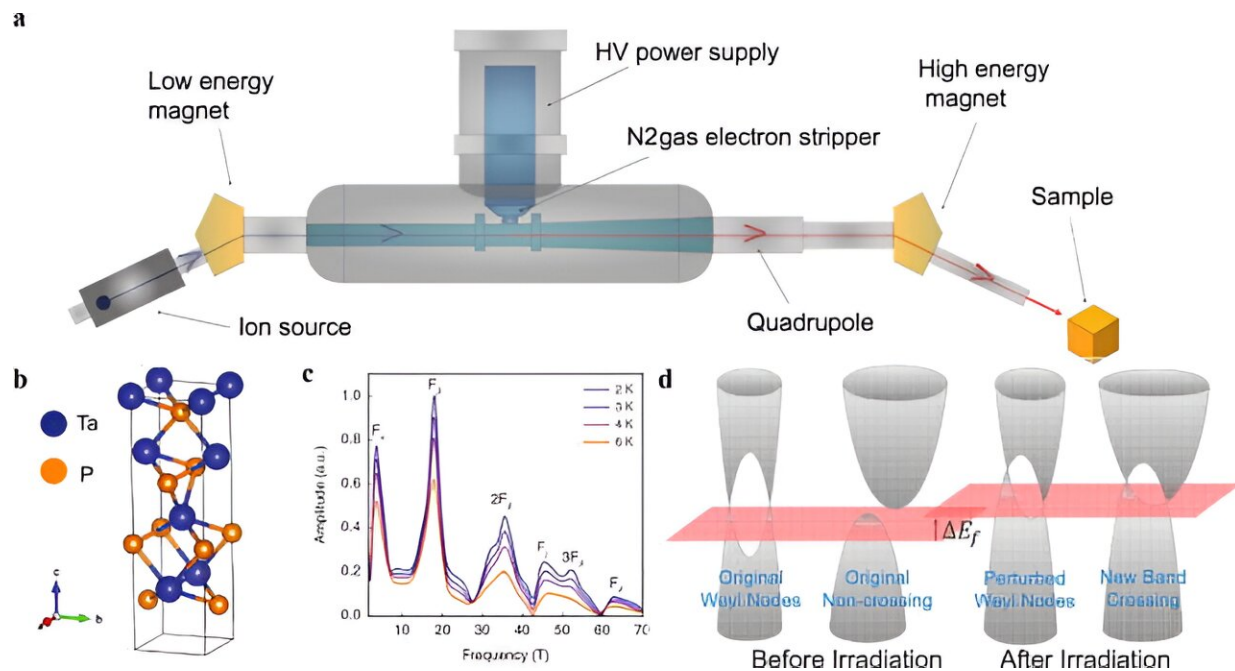 a
HV power supply
Low energy
magnet
High energy
magnet
N2gas electron stripper
Sample
Ion source
Quadrupole
b
Ta
P
c
b
c
Amplitude (a.u.)
1.0
0.8
0.6
0.4
0.2
0.0
10
20
30
40
50
60
70
Frequency (T)
2F
3F
2 K
3 K
4 K
6 K
d
ΔE_f
Original
Weyl Nodes
Original
Non-crossing
Perturbed
Weyl Nodes
New Band
Crossing
Before Irradiation
After Irradiation